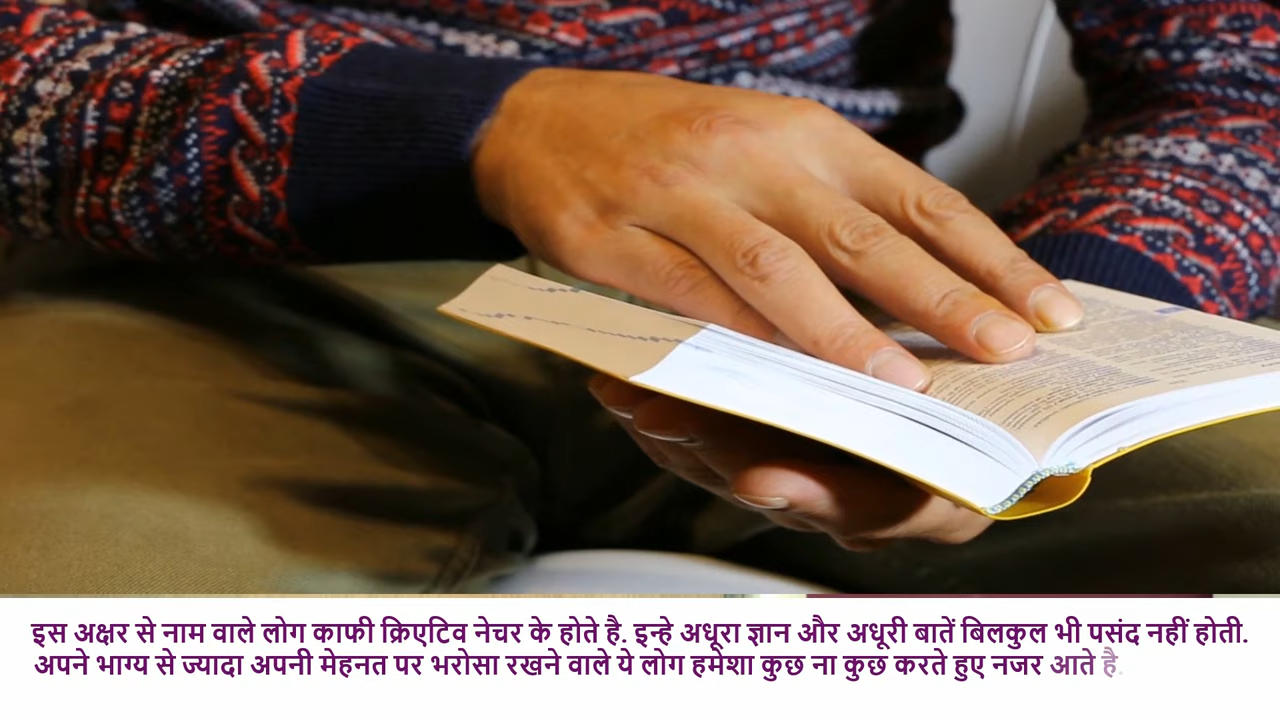 इस अक्षर से नाम वाले लोग काफी क्रिएटिव नेचर के होते है. इन्हे अधूरा ज्ञान और अधूरी बातें बिलकुल भी पसंद नहीं होती.
अपने भाग्य से ज्यादा अपनी मेहनत पर भरोसा रखने वाले ये लोग हमेशा कुछ ना कुछ करते हुए नजर आते है.